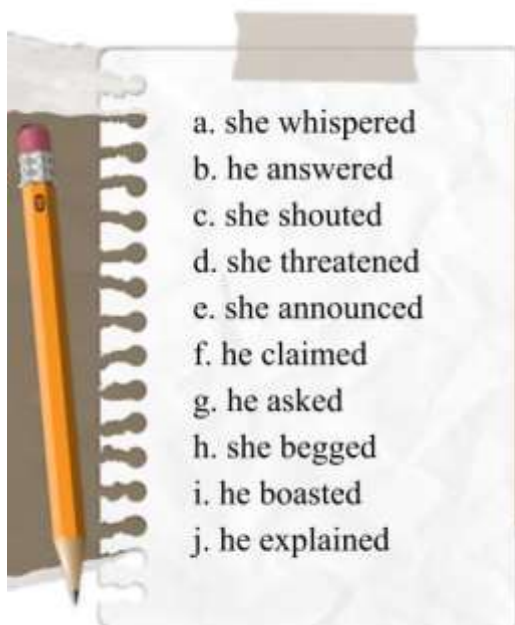 a. she whispered
b. he answered
c. she shouted
d. she threatened
e. she announced
f. he claimed
g. he asked
h. she begged
i. he boasted
j. he explained